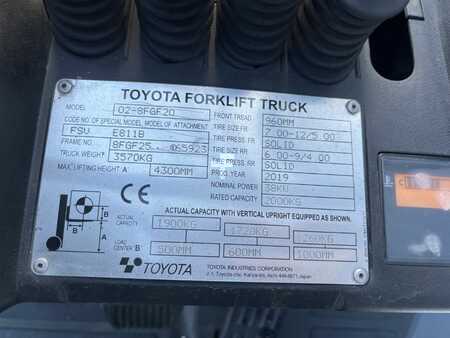 TOYOTA FORKLIFT TRUCK
MODEL 02-8FGF20
CODE NO. OF SPECIAL MODEL OF ATTACHMENT
FSV E811B
FRAME NO. 8FGF25 65923
TRUCK WEIGHT 3570KG
MAX. LIFTING HEIGHT A 4300MM
FRONT TREAD 960MM
TIRE SIZE FR 7.00-12/5.00
TIRE PRESS. FR SOLID
TIRE SIZE RR 6.00-9/4.00
TIRE PRESS. RR SOLID
PROD. YEAR 2019
NOMINAL POWER 38KW
RATED CAPACITY 2000KG
CE
ACTUAL CAPACITY WITH VERTICAL UPRIGHT EQUIPPED AS SHOWN.
ACTUAL CAPACITY 1900KG 1720KG 1260KG
LOAD CENTER B 500MM 600MM 1000MM
B
A
B
TOYOTA
TOYOTA INDUSTRIES CORPORATION